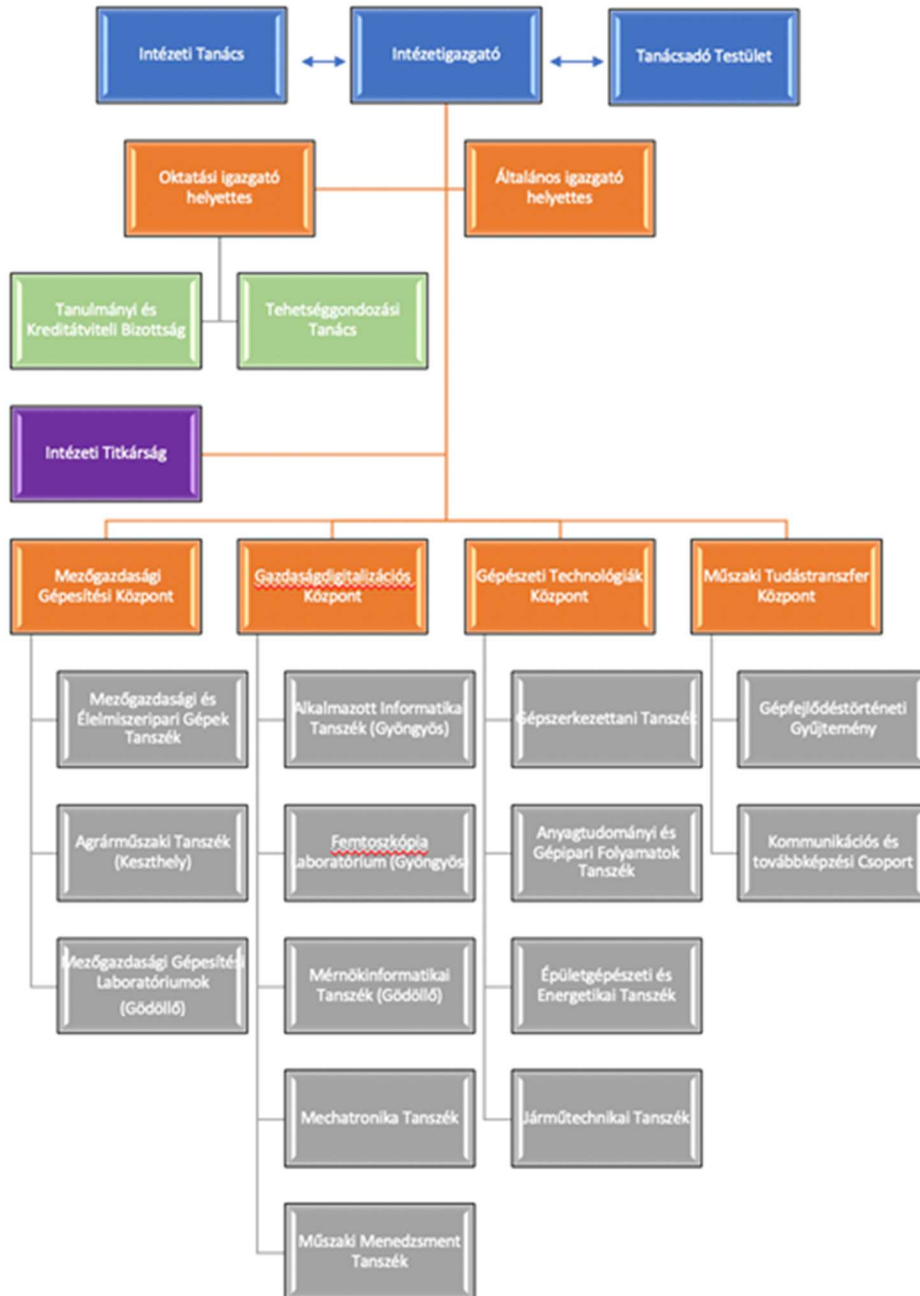 Intézeti Tanács
Intézetigazgató
Tanácsadó Testület
Oktatási igazgató
helyettes
Általános igazgató
helyettes
Tanulmányi és
Kreditátviteli Bizottság
Tehetséggondozási
Tanács
Intézeti Titkárság
Mezőgazdasági
Gépesítési Központ
Gazdaságdigitalizációs
Központ
Gépészeti Technológiák
Központ
Műszaki Tudástranszfer
Központ
Mezőgazdasági és
Élelmiszeripari Gépek
Tanszék
Agrárműszaki Tanszék
(Keszthely)
Mezőgazdasági Gépesítési
Laboratóriumok
(Gödöllő)
Alkalmazott Informatika
Tanszék (Gyöngyös)
Femtoszkópia
Laboratórium (Gyöngyös
Mérnökinformatikai
Tanszék (Gödöllő)
Mechatronika Tanszék
Műszaki Menedzsment
Tanszék
Gépszerkezettani Tanszék
Anyagtudományi és
Gépipari Folyamatok
Tanszék
Épületgépészeti és
Energetikai Tanszék
Járműtechnikai Tanszék
Gépfejlődéstörténeti
Gyűjtemény
Kommunikációs és
továbbképzési Csoport